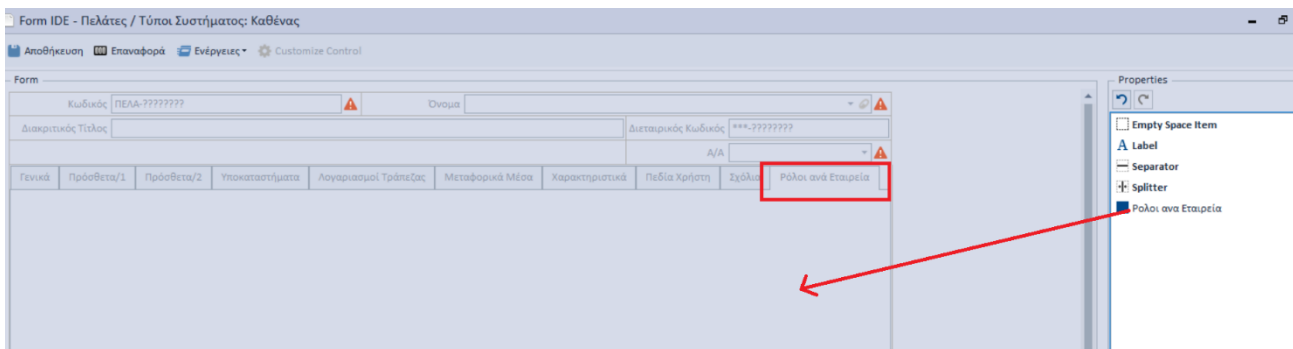 Form IDE - Πελάτες / Τύποι Συστήματος: Καθένας
Αποθήκευση Επαναφορά Ενέργειες Customize Control
Form
Κωδικός ΠΕΛΑ-???????? Όνομα
Διακριτικός Τίτλος Διεταιρικός Κωδικός ***-????????
Α/Α
Γενικά Πρόσθετα/1 Πρόσθετα/2 Υποκαταστήματα Λογαριασμοί Τράπεζας Μεταφορικά Μέσα Χαρακτηριστικά Πεδία Χρήστη Σχόλια Ρόλοι ανά Εταιρεία
Properties
Empty Space Item
A Label
Separator
Splitter
Ρολοι ανα Εταιρεία